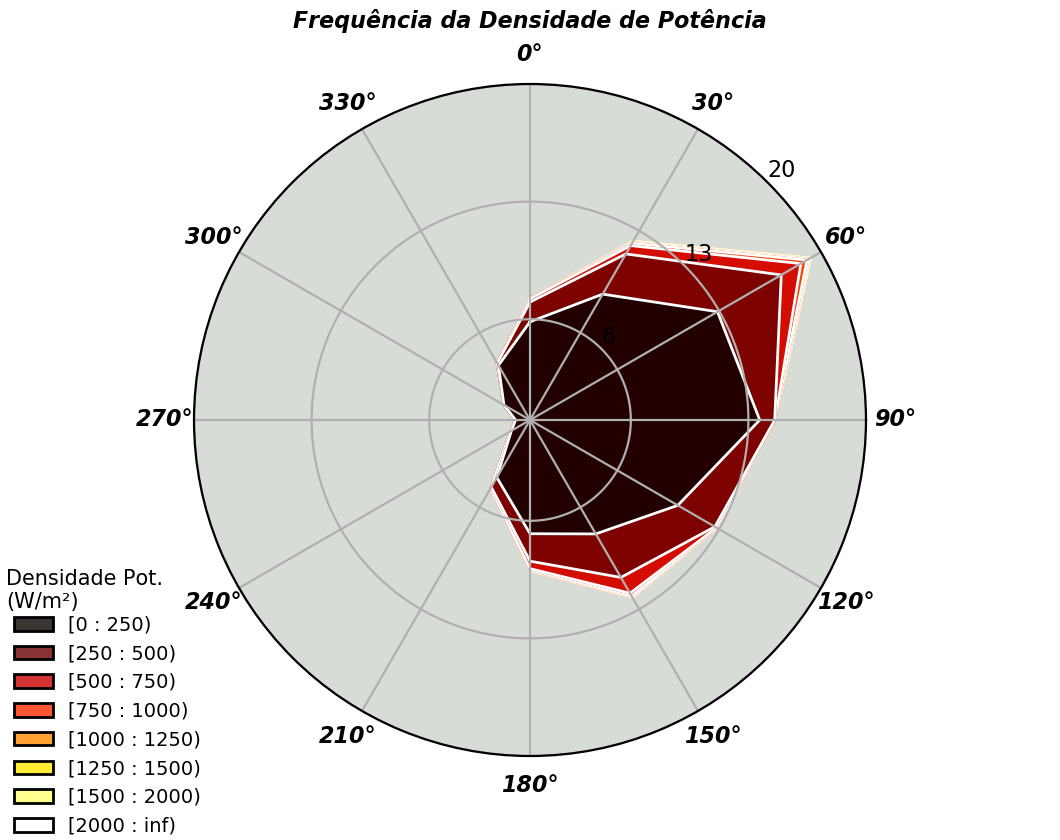 Frequência da Densidade de Potência
0°
330°
30°
20
300°
60°
13
6
270°
90°
240°
120°
210°
150°
180°
Densidade Pot.
(W/m²)
[0 : 250)
[250 : 500)
[500 : 750)
[750 : 1000)
[1000 : 1250)
[1250 : 1500)
[1500 : 2000)
[2000 : inf)